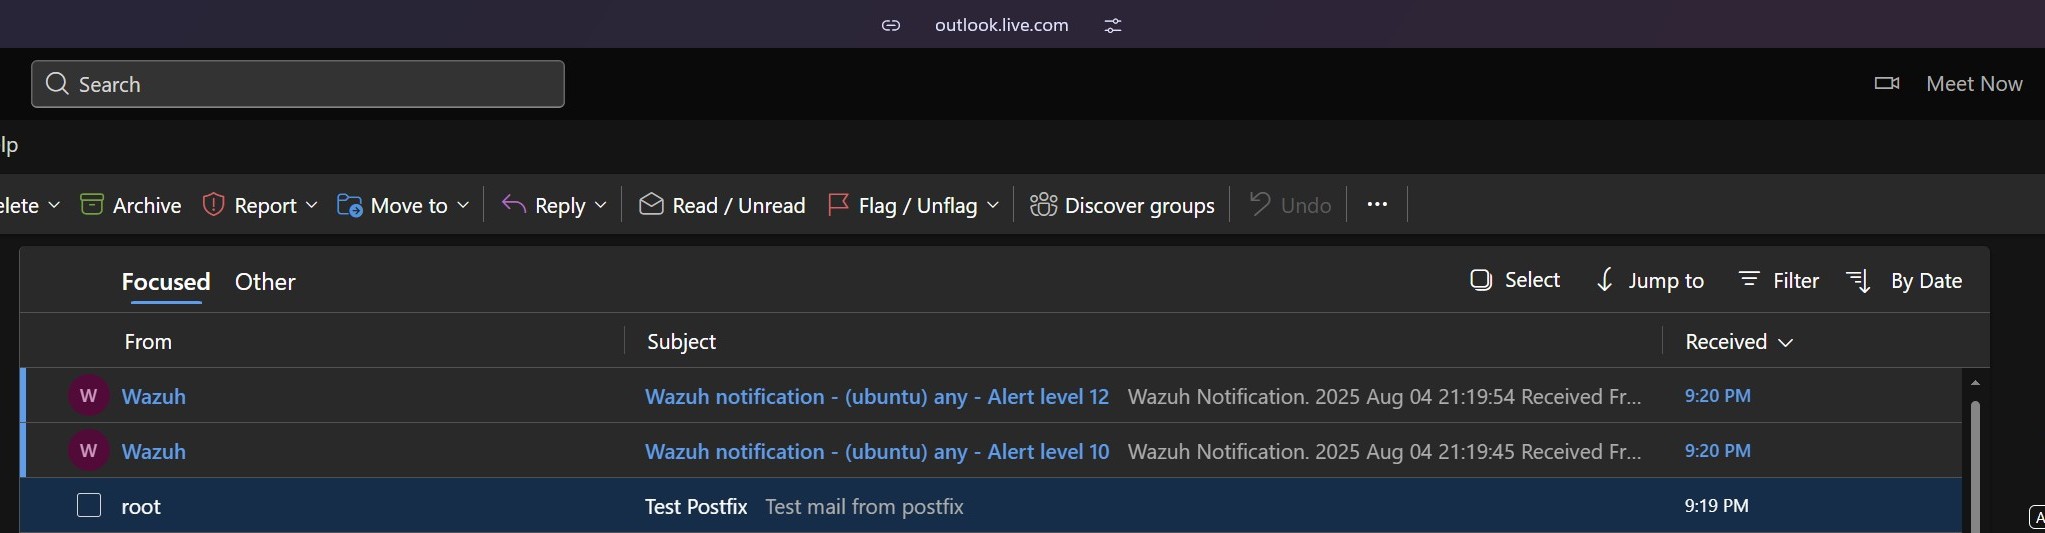 outlook.live.com
Search
Meet Now
lp
elete Archive Report Move to Reply Read / Unread Flag / Unflag Discover groups Undo ...
Focused Other Select Jump to Filter By Date
From Subject Received
W Wazuh Wazuh notification - (ubuntu) any - Alert level 12 Wazuh Notification. 2025 Aug 04 21:19:54 Received Fr... 9:20 PM
W Wazuh Wazuh notification - (ubuntu) any - Alert level 10 Wazuh Notification. 2025 Aug 04 21:19:45 Received Fr... 9:20 PM
root Test Postfix Test mail from postfix 9:19 PM
A